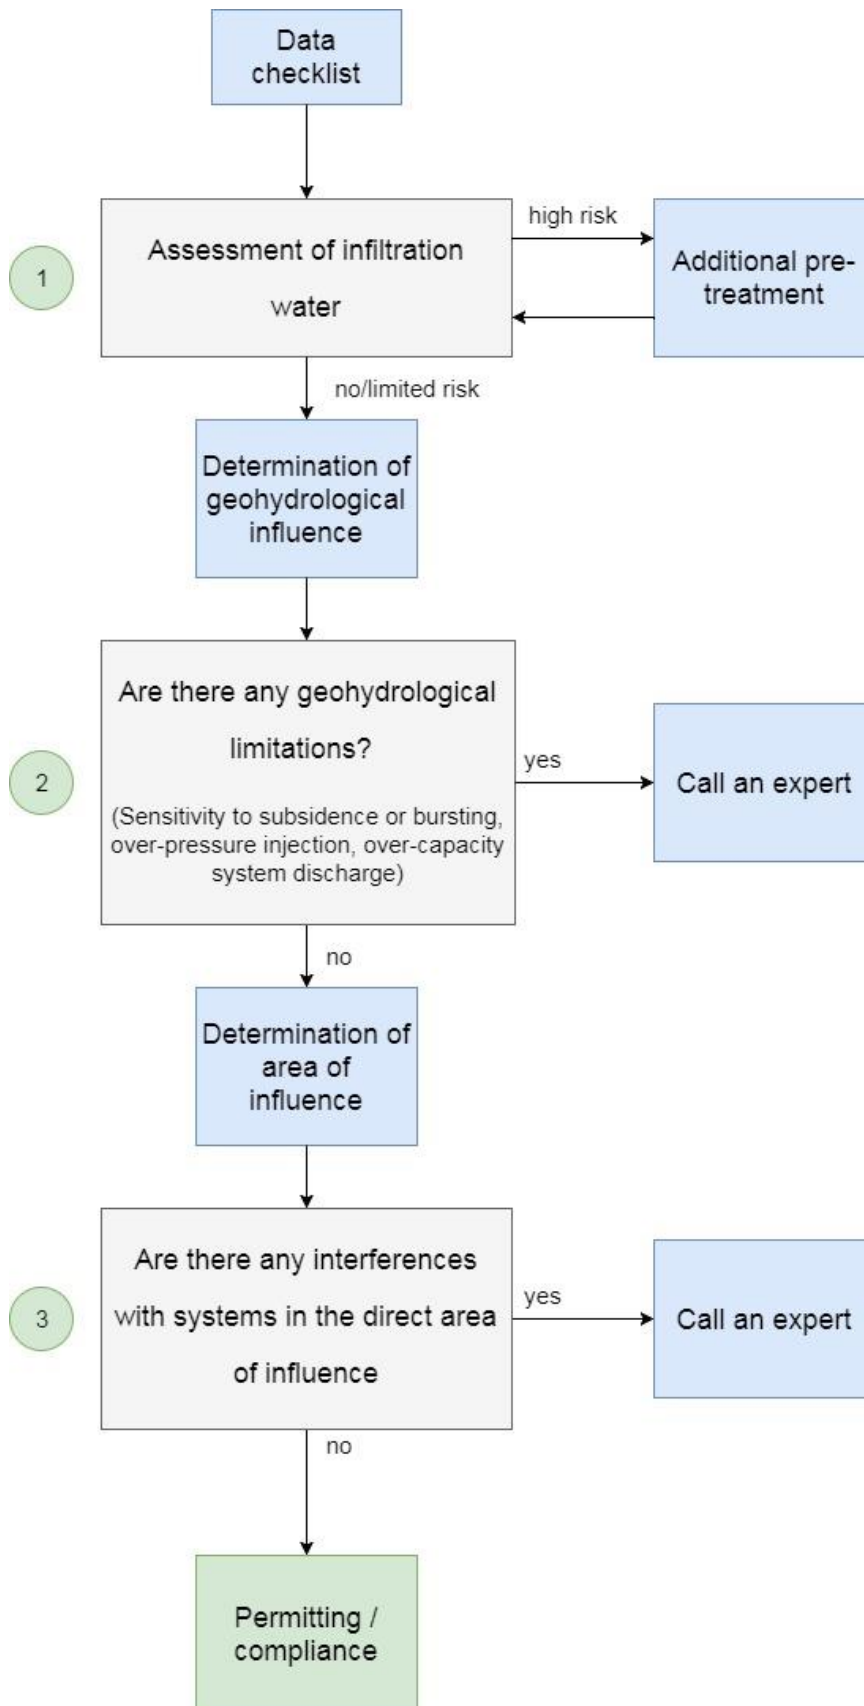 Data
checklist
1
Assessment of infiltration
water
high risk
Additional pre-
treatment
no/limited risk
Determination of
geohydrological
influence
2
Are there any geohydrological
limitations?
(Sensitivity to subsidence or bursting,
over-pressure injection, over-capacity
system discharge)
yes
Call an expert
no
Determination of
area of
influence
3
Are there any interferences
with systems in the direct area
of influence
yes
Call an expert
no
Permitting /
compliance